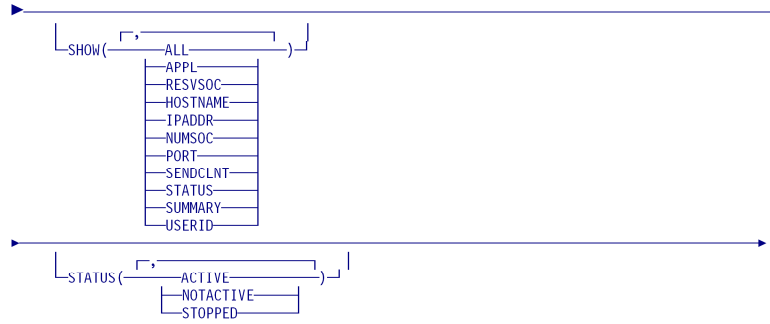 ,
SHOW( ALL )
APPL
RESVSOC
HOSTNAME
IPADDR
NUMSOC
PORT
SENDCLNT
STATUS
SUMMARY
USERID
,
STATUS( ACTIVE )
NOTACTIVE
STOPPED